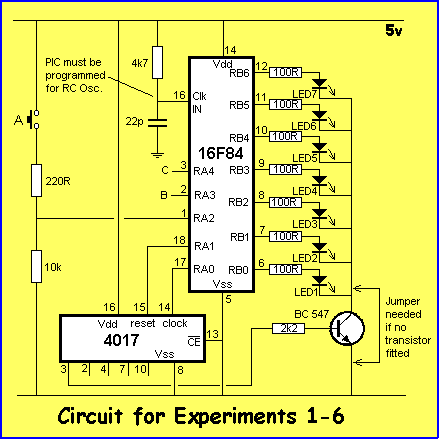 5v
14
Vdd
4k7
PIC must be
programmed
for RC Osc.
16
Clk
IN
22p
16F84
A
220R
10k
C
3
RA4
B
2
RA3
1
RA2
18
RA1
17
RA0
RB6
12
100R
LED7
RB5
11
100R
LED6
RB4
10
100R
LED5
RB3
9
100R
LED4
RB2
8
100R
LED3
RB1
7
100R
LED2
RB0
6
100R
LED1
Vss
5
16
15
14
Vdd
reset
clock
4017
CE
13
Vss
3
2
4
7
10
8
BC 547
2k2
Jumper
needed
if no
transistor
fitted
Circuit for Experiments 1-6